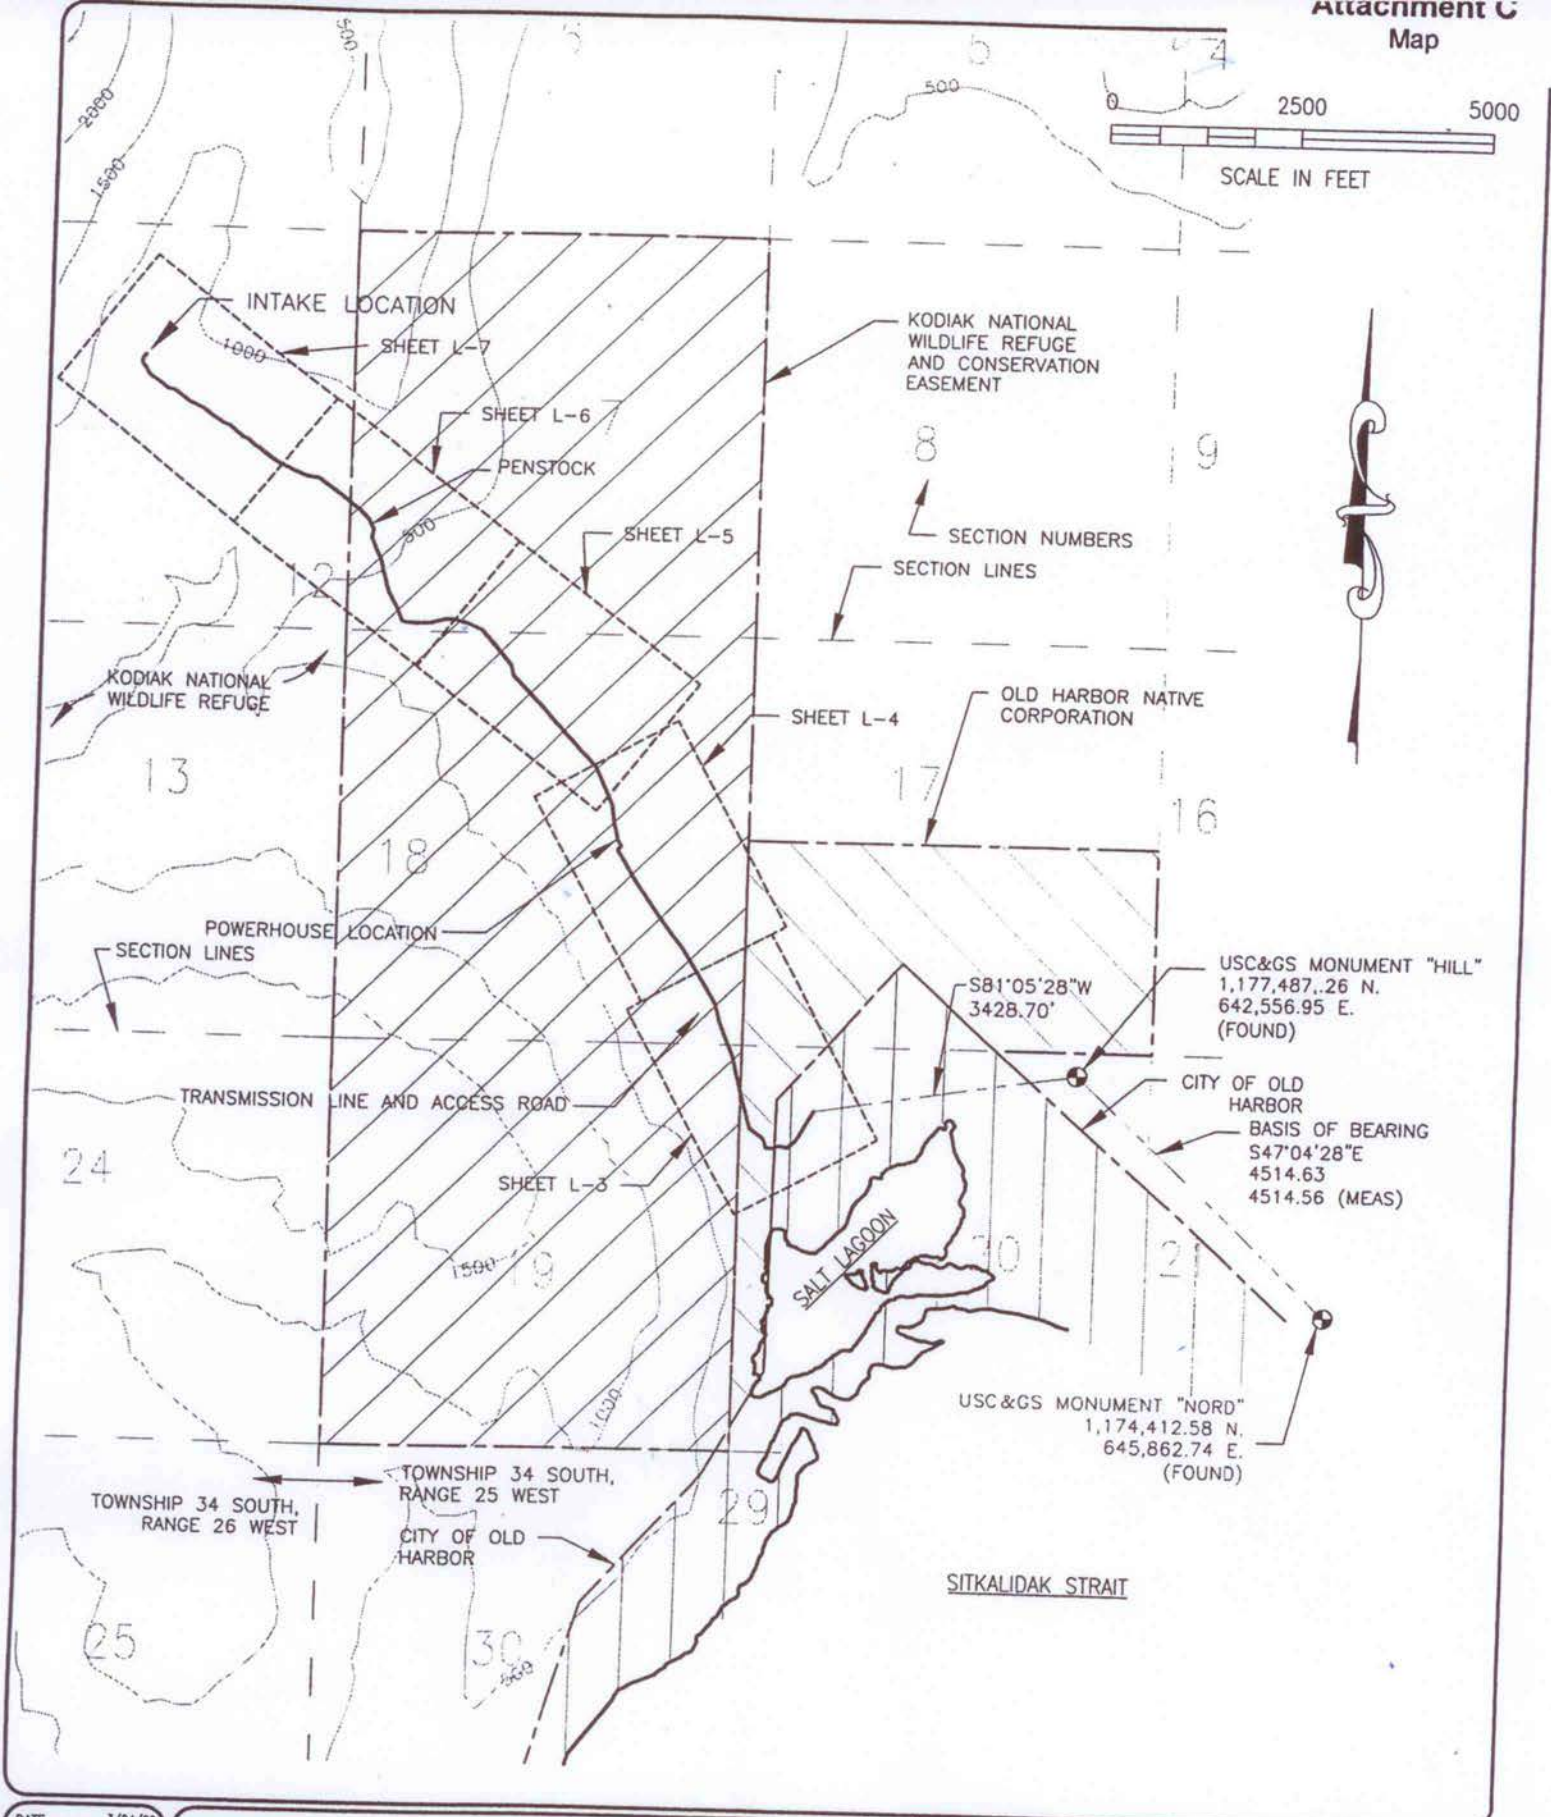 Attachment C
Map
0 2500 5000
SCALE IN FEET
500
500
2000
1500
INTAKE LOCATION
SHEET L-7
1000
KODIAK NATIONAL
WILDLIFE REFUGE
AND CONSERVATION
EASEMENT
SHEET L-6
7
8
9
PENSTOCK
500
SHEET L-5
SECTION NUMBERS
SECTION LINES
12
KODIAK NATIONAL
WILDLIFE REFUGE
OLD HARBOR NATIVE
CORPORATION
SHEET L-4
13
17
16
18
POWERHOUSE LOCATION
SECTION LINES
S81°05'28"W
3428.70'
USC&GS MONUMENT "HILL"
1,177,487,.26 N.
642,556.95 E.
(FOUND)
TRANSMISSION LINE AND ACCESS ROAD
CITY OF OLD
HARBOR
BASIS OF BEARING
S47°04'28"E
4514.63
4514.56 (MEAS)
24
SHEET L-3
SALT LAGOON
1500
19
20
2
1000
USC&GS MONUMENT "NORD"
1,174,412.58 N.
645,862.74 E.
(FOUND)
TOWNSHIP 34 SOUTH,
RANGE 25 WEST
TOWNSHIP 34 SOUTH,
RANGE 26 WEST
29
CITY OF OLD
HARBOR
SITKALIDAK STRAIT
25
30
500